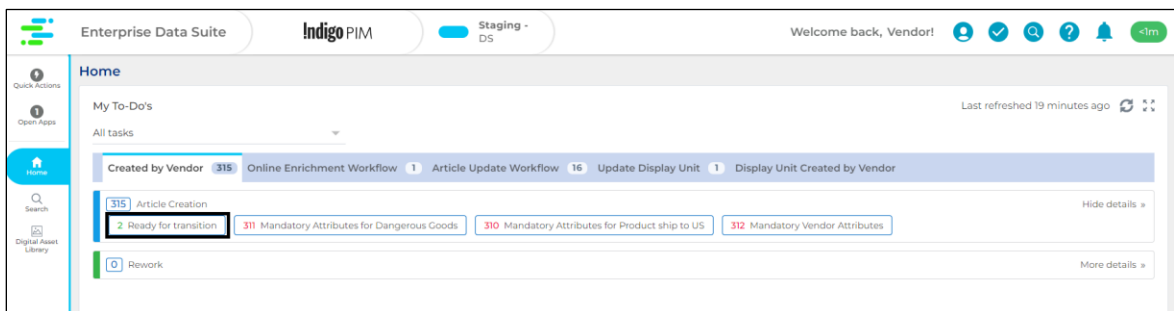 Enterprise Data Suite
!ndigo PIM
Staging -
DS
Welcome back, Vendor!
<1m
Quick Actions
1
Open Apps
Home
Search
Digital Asset
Library
Home
My To-Do's
Last refreshed 19 minutes ago
All tasks
Created by Vendor 315 Online Enrichment Workflow 1 Article Update Workflow 16 Update Display Unit 1 Display Unit Created by Vendor
315 Article Creation
Hide details »
2 Ready for transition 311 Mandatory Attributes for Dangerous Goods 310 Mandatory Attributes for Product ship to US 312 Mandatory Vendor Attributes
0 Rework
More details »